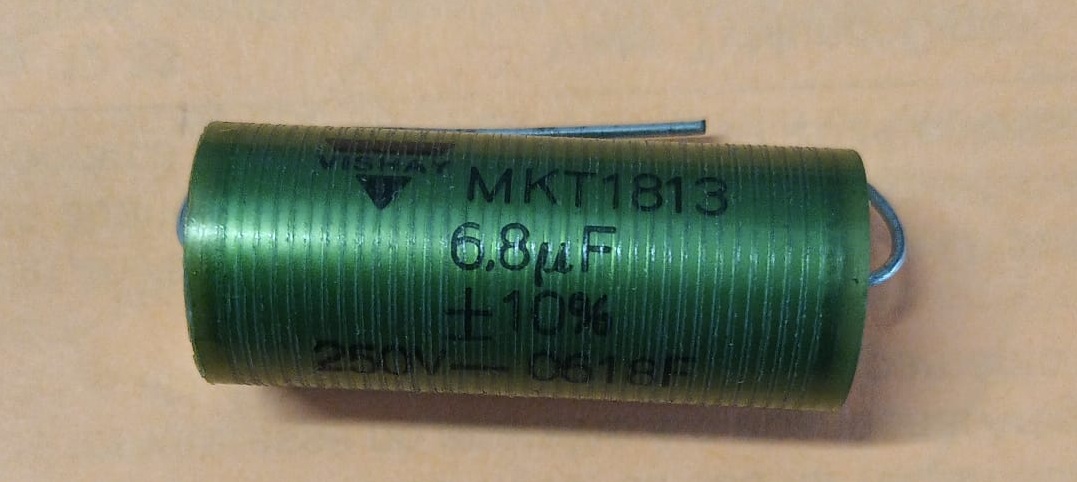 VISHAY
MKT1813
6,8µF
±10%
250V— 0618F